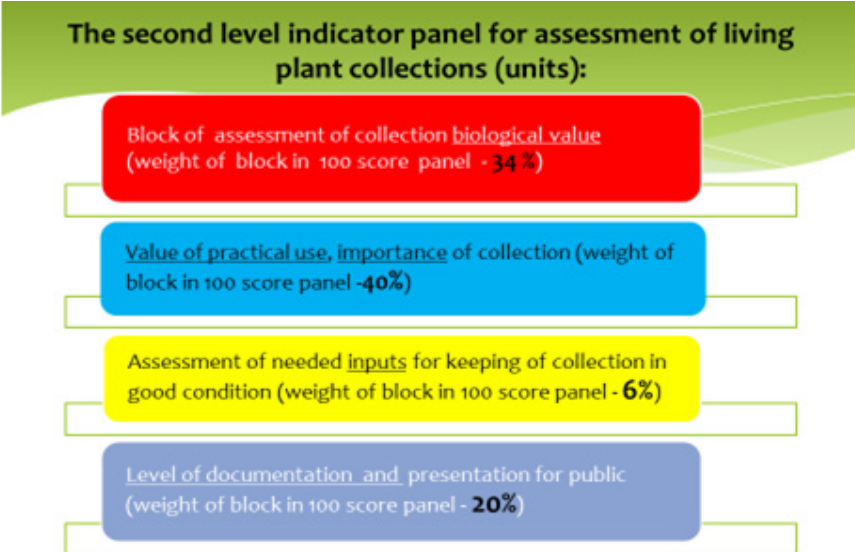 The second level indicator panel for assessment of living
plant collections (units):
Block of assessment of collection biological value
(weight of block in 100 score panel - 34 %)
Value of practical use, importance of collection (weight of
block in 100 score panel -40%)
Assessment of needed inputs for keeping of collection in
good condition (weight of block in 100 score panel - 6%)
Level of documentation and presentation for public
(weight of block in 100 score panel - 20%)